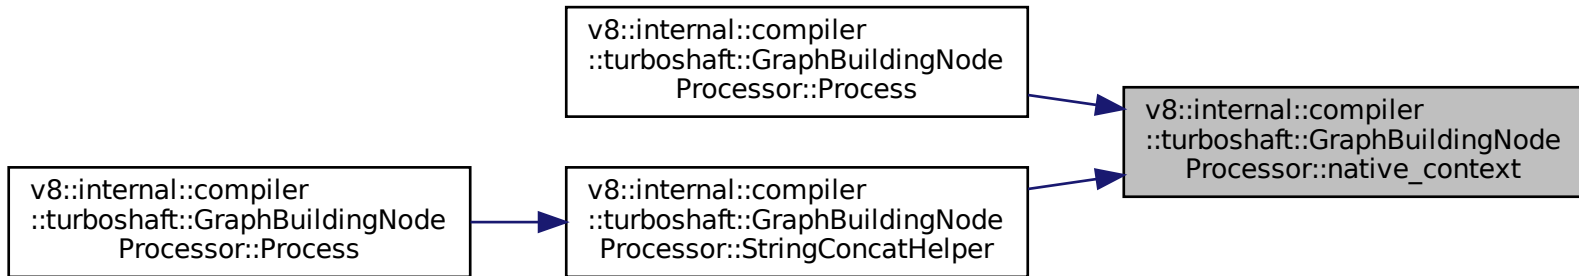 v8::internal::compiler
::turboshaft::GraphBuildingNode
Processor::Process
v8::internal::compiler
::turboshaft::GraphBuildingNode
Processor::native_context
v8::internal::compiler
::turboshaft::GraphBuildingNode
Processor::Process
v8::internal::compiler
::turboshaft::GraphBuildingNode
Processor::StringConcatHelper